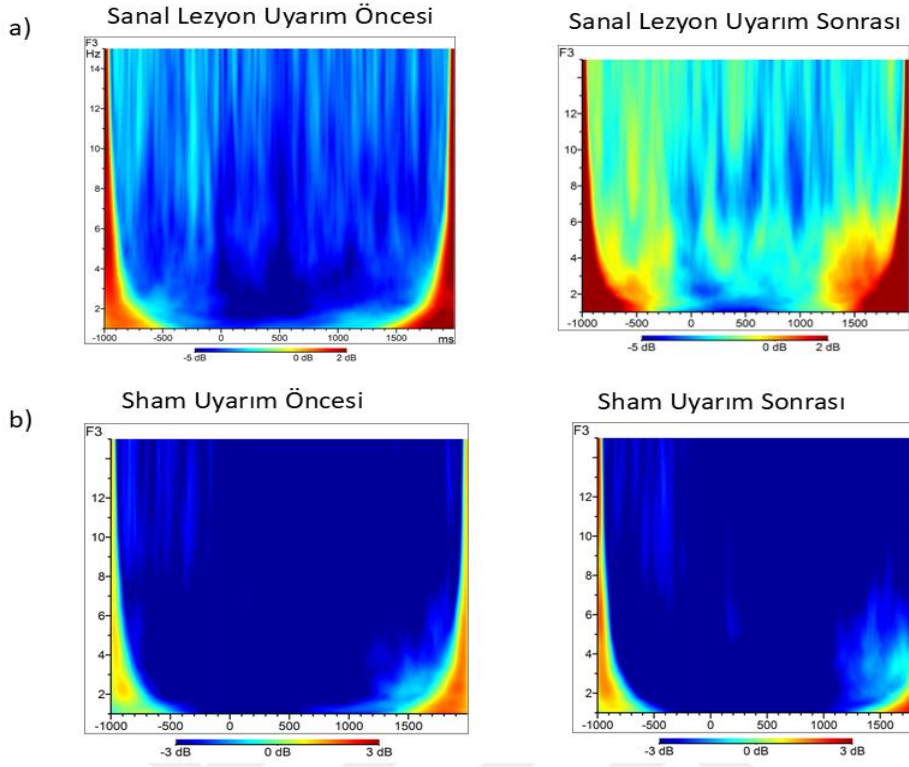 a)
Sanal Lezyon Uyarım Öncesi
F3
Hz
14
12
10
8
6
4
2
-1000 -500 0 500 1000 ms
-5 dB 0 dB 2 dB
Sanal Lezyon Uyarım Sonrası
F3
12
10
8
6
4
2
-1000 -500 0 500 1000 1500
-5 dB 0 dB 2 dB
b)
Sham Uyarım Öncesi
F3
12
10
8
6
4
2
-1000 -500 0 500 1000 1500
-3 dB 0 dB 3 dB
Sham Uyarım Sonrası
F3
12
10
8
6
4
2
-1000 -500 0 500 1000 1500
-3 dB 0 dB 3 dB